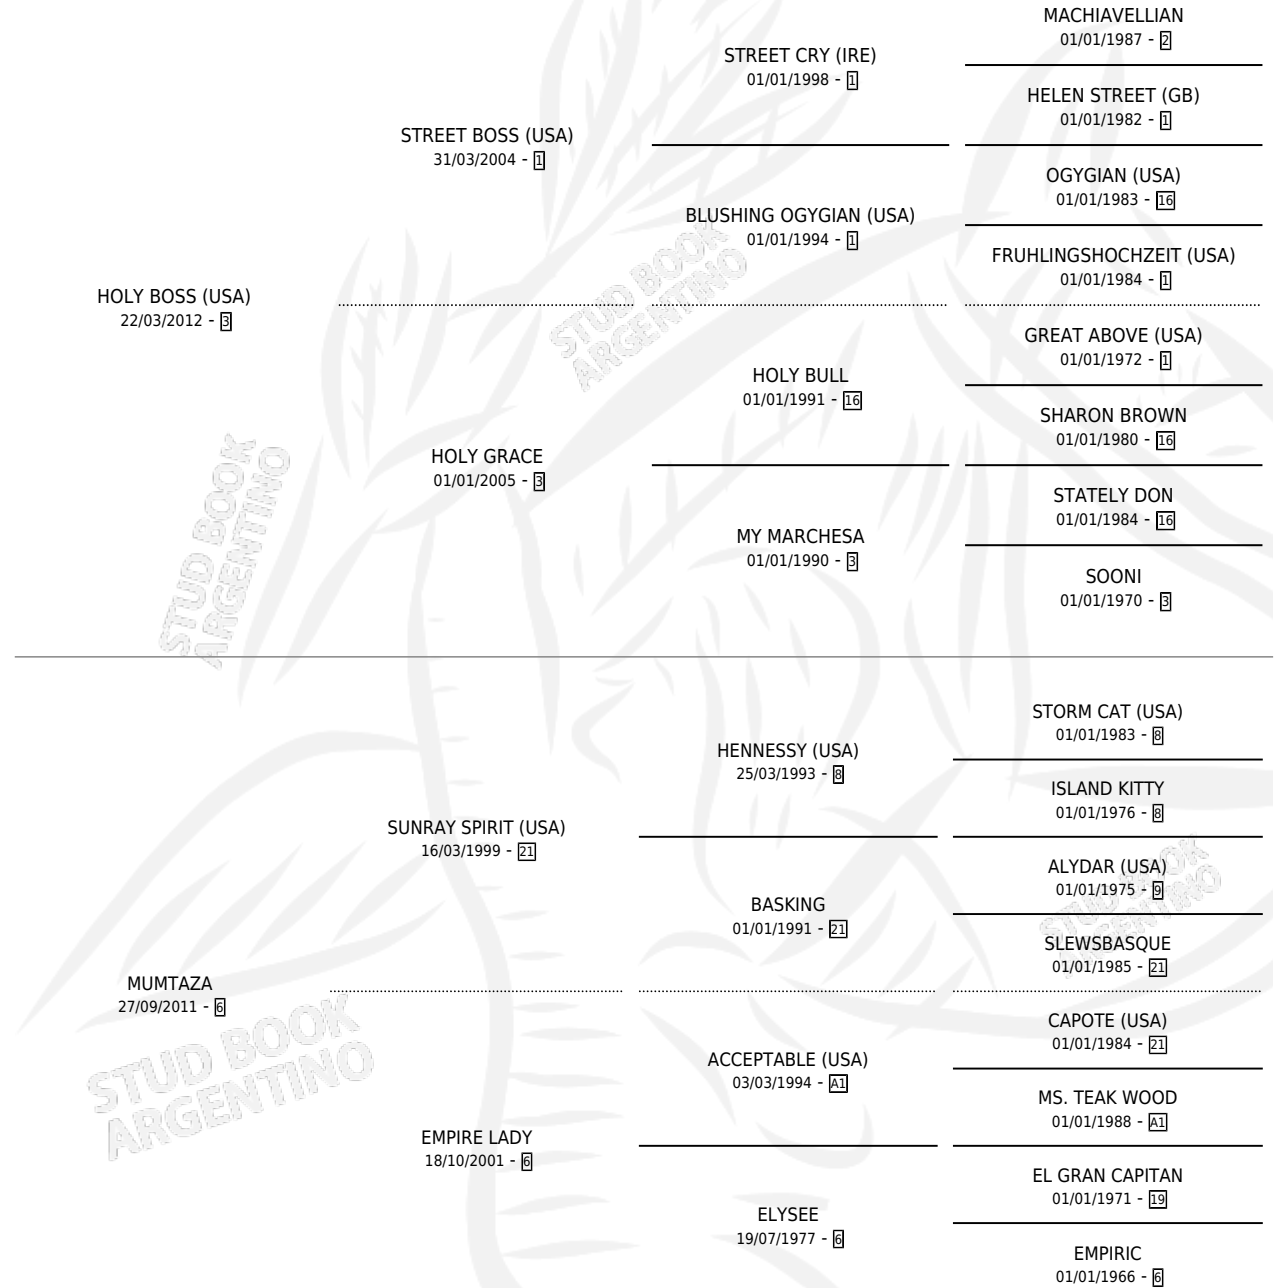 MACHIAVELLIAN
01/01/1987 - 2
STREET CRY (IRE)
01/01/1998 - 1
HELEN STREET (GB)
01/01/1982 - 1
STREET BOSS (USA)
31/03/2004 - 1
OGYGIAN (USA)
01/01/1983 - 16
BLUSHING OGYGIAN (USA)
01/01/1994 - 1
FRUHLINGSHOCHZEIT (USA)
01/01/1984 - 1
HOLY BOSS (USA)
22/03/2012 - 3
GREAT ABOVE (USA)
01/01/1972 - 1
HOLY BULL
01/01/1991 - 16
SHARON BROWN
01/01/1980 - 16
HOLY GRACE
01/01/2005 - 3
STATELY DON
01/01/1984 - 16
MY MARCHESA
01/01/1990 - 3
SOONI
01/01/1970 - 3
STORM CAT (USA)
01/01/1983 - 8
HENNESSY (USA)
25/03/1993 - 8
ISLAND KITTY
01/01/1976 - 8
SUNRAY SPIRIT (USA)
16/03/1999 - 21
ALYDAR (USA)
01/01/1975 - 9
BASKING
01/01/1991 - 21
SLEWSBASQUE
01/01/1985 - 21
MUMTAZA
27/09/2011 - 6
CAPOTE (USA)
01/01/1984 - 21
ACCEPTABLE (USA)
03/03/1994 - A1
MS. TEAK WOOD
01/01/1988 - A1
EMPIRE LADY
18/10/2001 - 6
EL GRAN CAPITAN
01/01/1971 - 19
ELYSEE
19/07/1977 - 6
EMPIRIC
01/01/1966 - 6
STUD BOOK
ARGENTINO
STUD BOOK
ARGENTINO
STUD BOOK
ARGENTINO
STUD BOOK
ARGENTINO